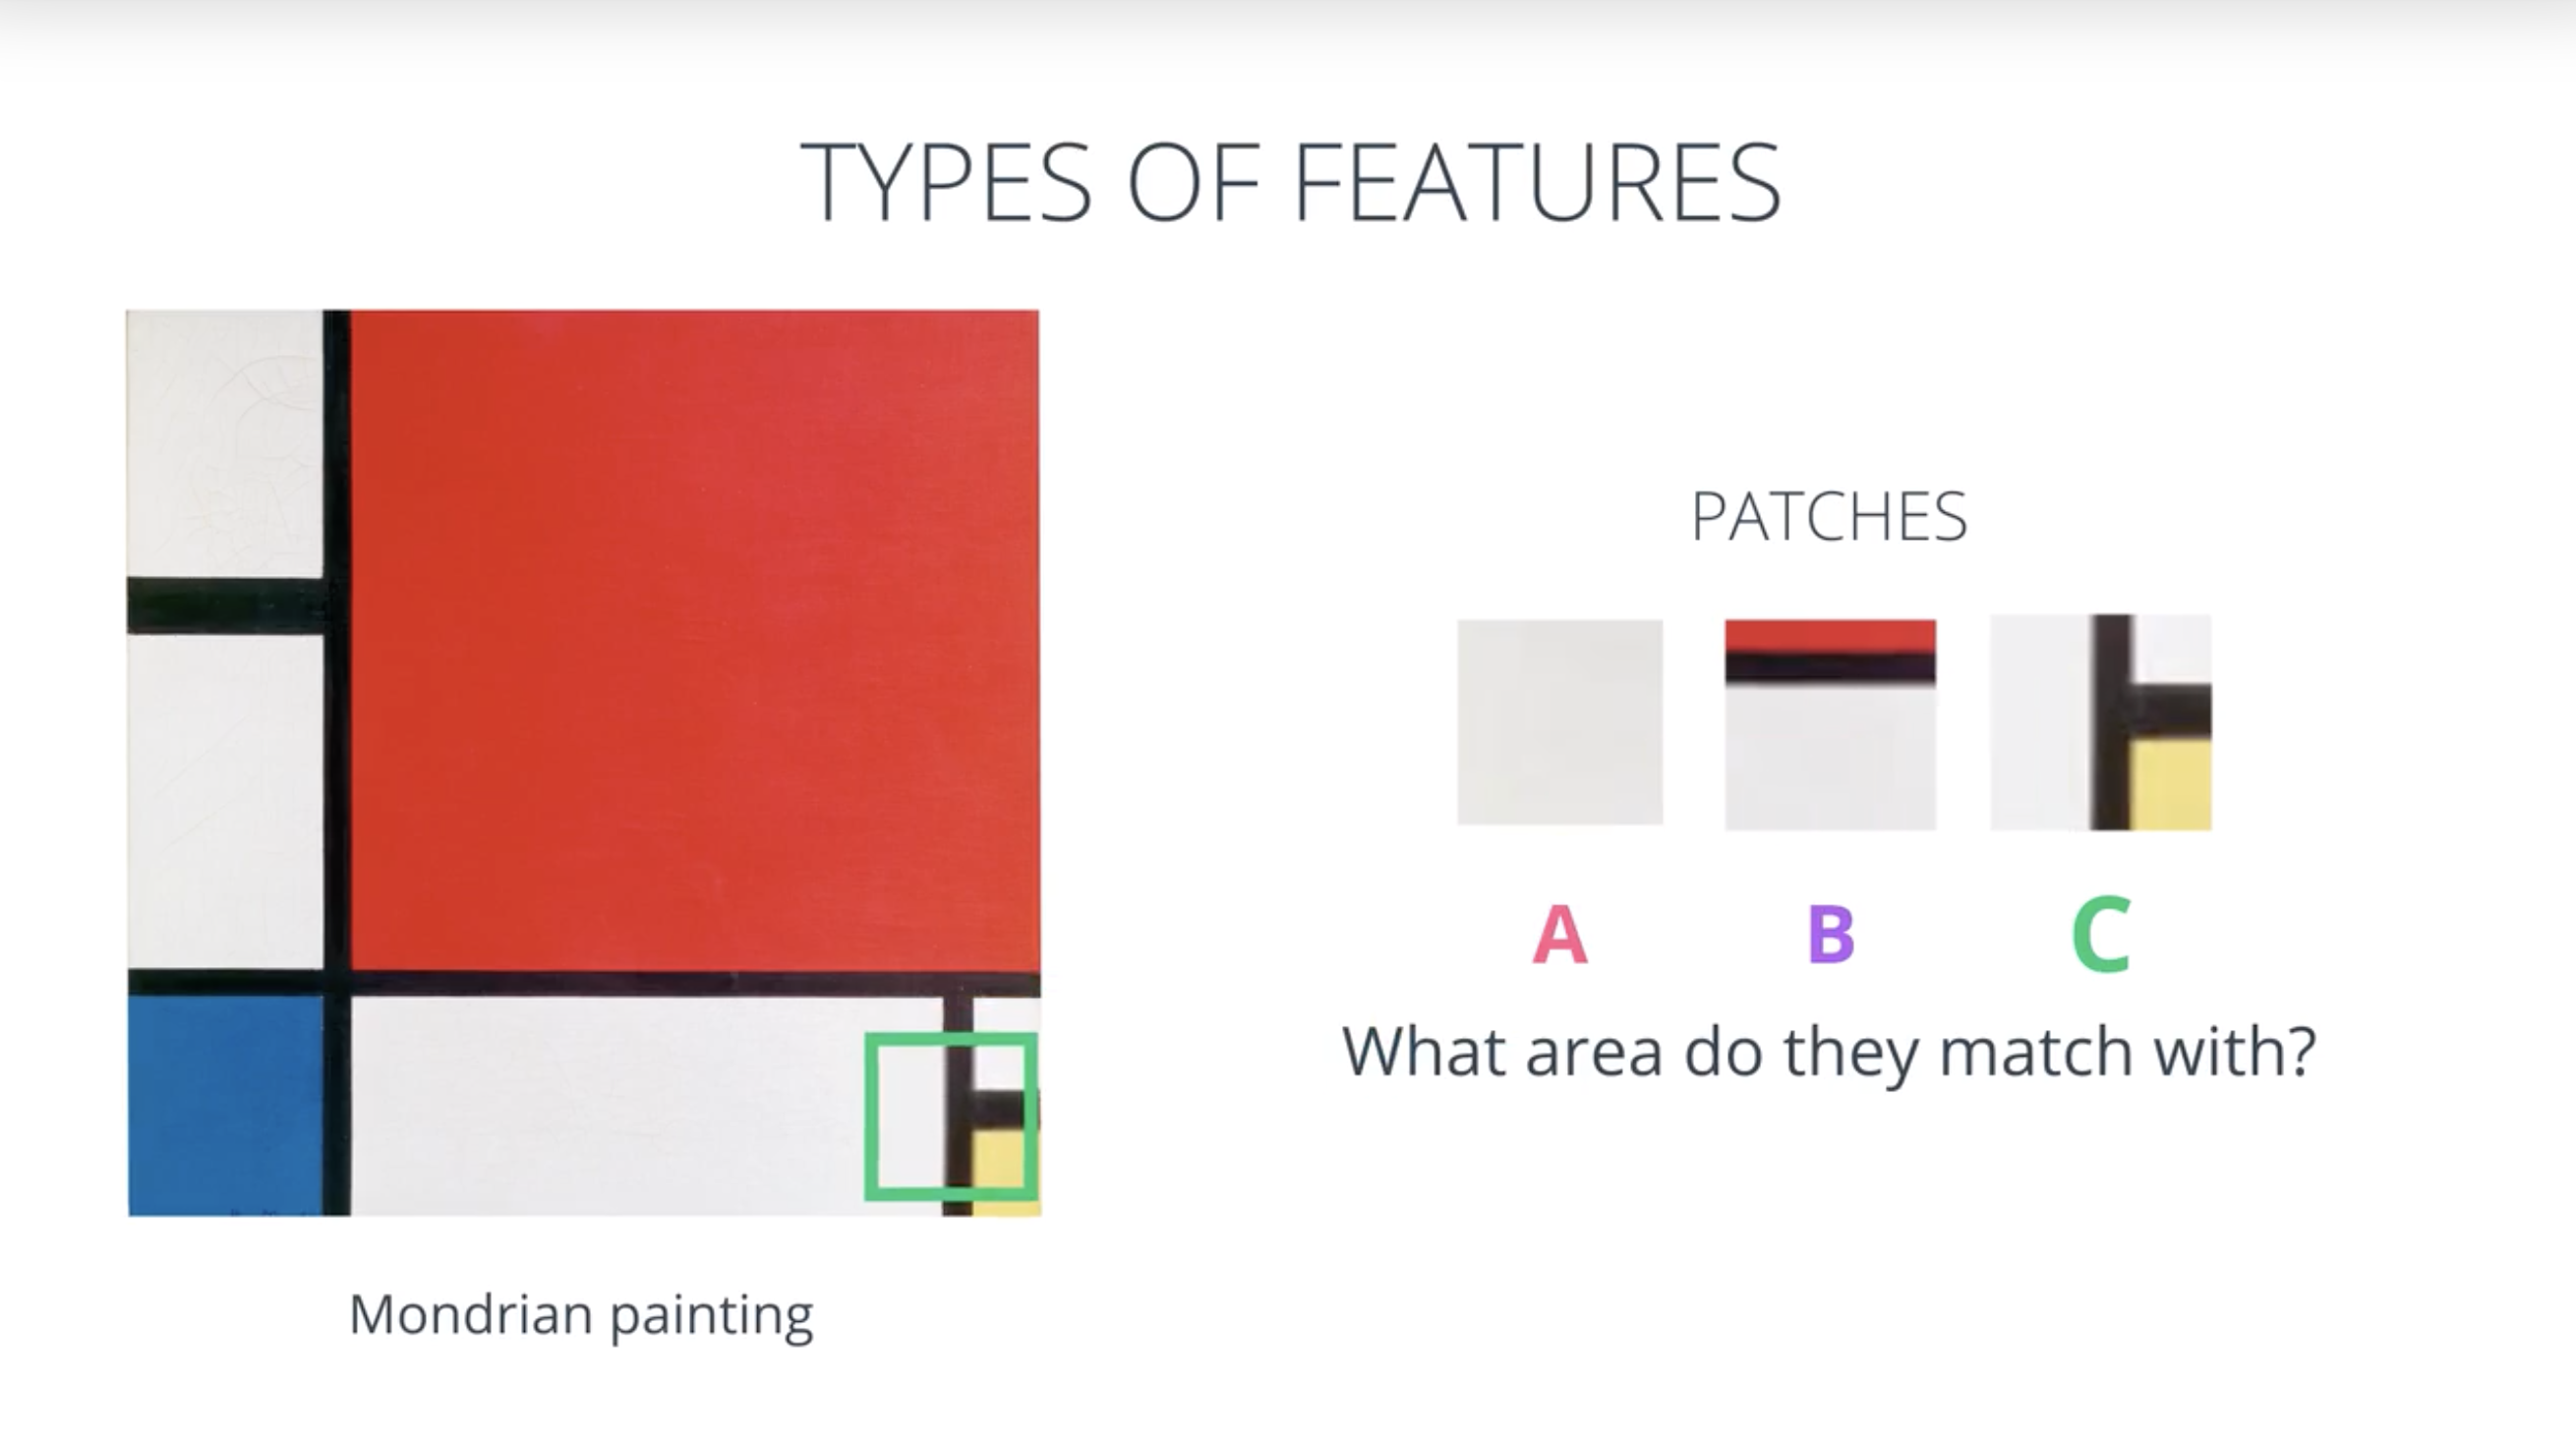 TYPES OF FEATURES
PATCHES
A B C
What area do they match with?
Mondrian painting